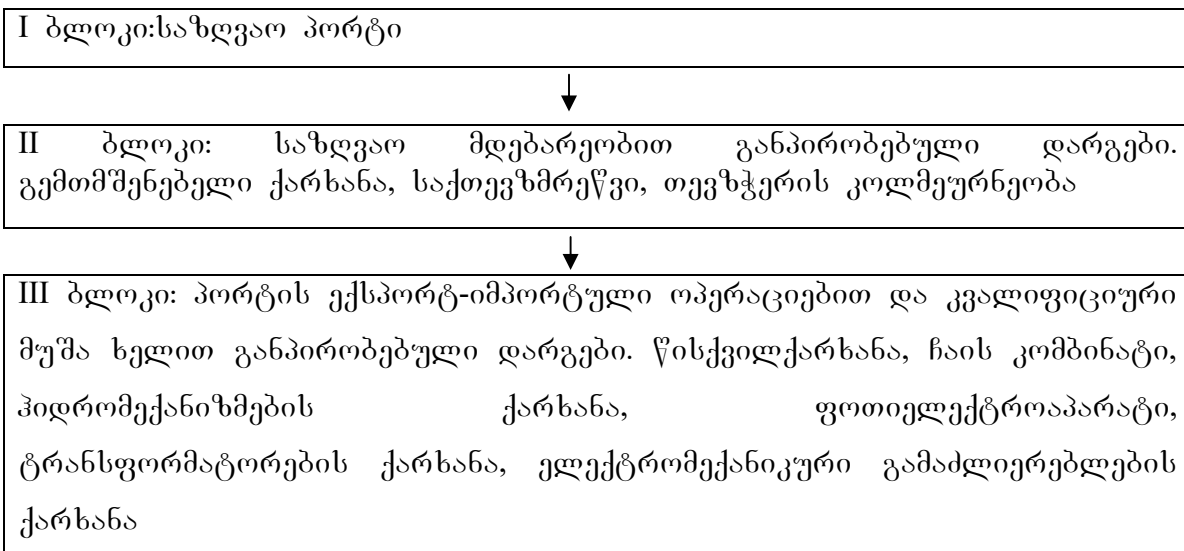 I ბლოკი:საზღვაო პორტი
II ბლოკი: საზღვაო მდებარეობით განპირობებული დარგები.
გემთმშენებელი ქარხანა, საქთევზმრეწვი, თევზჭერის კოლმეურნეობა
III ბლოკი: პორტის ექსპორტ-იმპორტული ოპერაციებით და კვალიფიციური
მუშა ხელით განპირობებული დარგები. წისქვილქარხანა, ჩაის კომბინატი,
ჰიდრომექანიზმების ქარხანა, ფოთიელექტროაპარატი,
ტრანსფორმატორების ქარხანა, ელექტრომექანიკური გამაძლიერებლების
ქარხანა